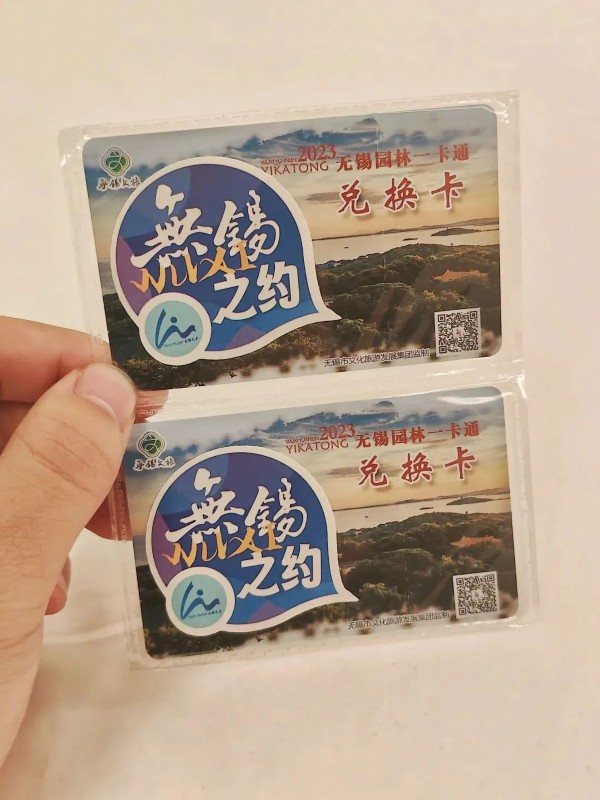 2023 无锡园林一卡通
YIKATONG
兑换卡
無錫
WUXI
之约
无锡市文化旅游发展集团监制
2023 无锡园林一卡通
YIKATONG
兑换卡
無錫
WUXI
之约
无锡市文化旅游发展集团监制